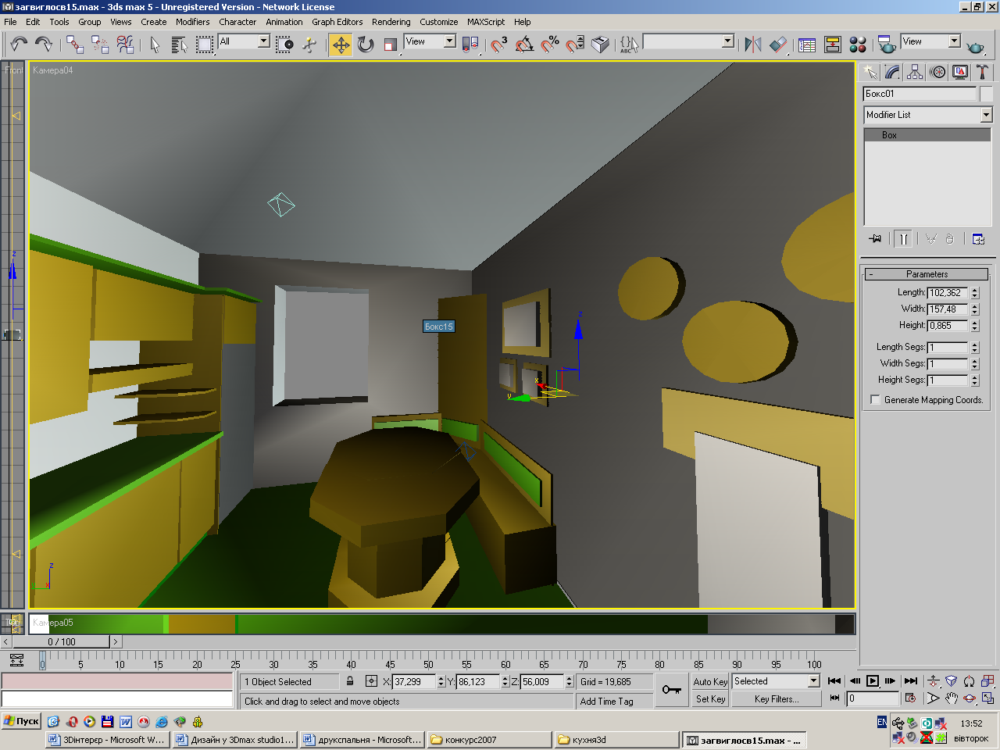 загвиглосв15.max - 3ds max 5 - Unregistered Version - Network License
File Edit Tools Group Views Create Modifiers Character Animation Graph Editors Rendering Customize MAXScript Help
All View 3 % ABC View
Front Камера04
Бокс01
Modifier List
Box
Parameters
Length: 102,362
Width: 157,48
Height: 0,865
Length Segs: 1
Width Segs: 1
Height Segs: 1
Generate Mapping Coords.
Бокс15
z
x
y
z
z
x
Камера05
0 / 100
0 5 10 15 20 25 30 35 40 45 50 55 60 65 70 75 80 85 90 95 100
1 Object Selected X: 37,299 Y: 86,123 Z: 56,009 Grid = 19,685 Auto Key Selected
Click and drag to select and move objects Add Time Tag Set Key Key Filters... 0
Пуск EN 13:52
3Dінтерєр - Microsoft W... Дизайн у 3Dmax studio1... друкспальня - Microsoft... конкурс2007 кухня3d загвиглосв15.max - ... вівторок